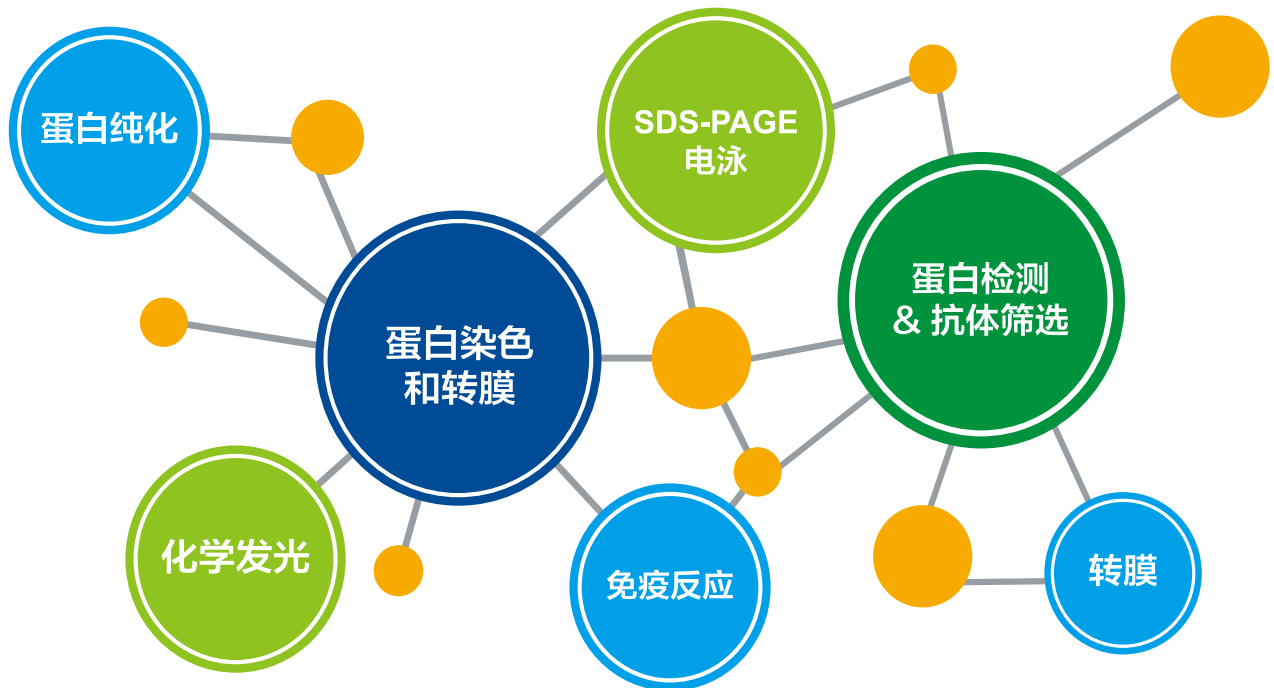 蛋白纯化
SDS-PAGE
电泳
蛋白检测
& 抗体筛选
蛋白染色
和转膜
化学发光
免疫反应
转膜